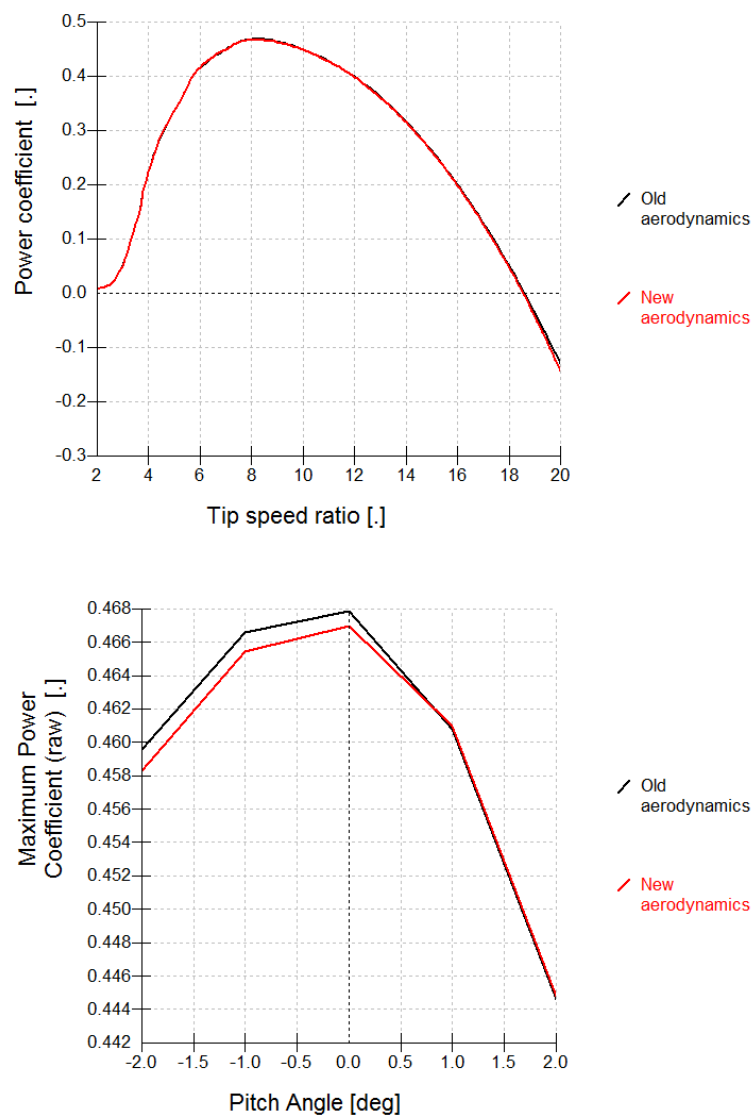 0.5
0.4
0.3
0.2
0.1
0.0
-0.1
-0.2
-0.3
Power coefficient [.]
2 4 6 8 10 12 14 16 18 20
Tip speed ratio [.]
Old
aerodynamics
New
aerodynamics
0.468
0.466
0.464
0.462
0.460
0.458
0.456
0.454
0.452
0.450
0.448
0.446
0.444
0.442
Maximum Power
Coefficient (raw) [.]
-2.0 -1.5 -1.0 -0.5 0.0 0.5 1.0 1.5 2.0
Pitch Angle [deg]
Old
aerodynamics
New
aerodynamics